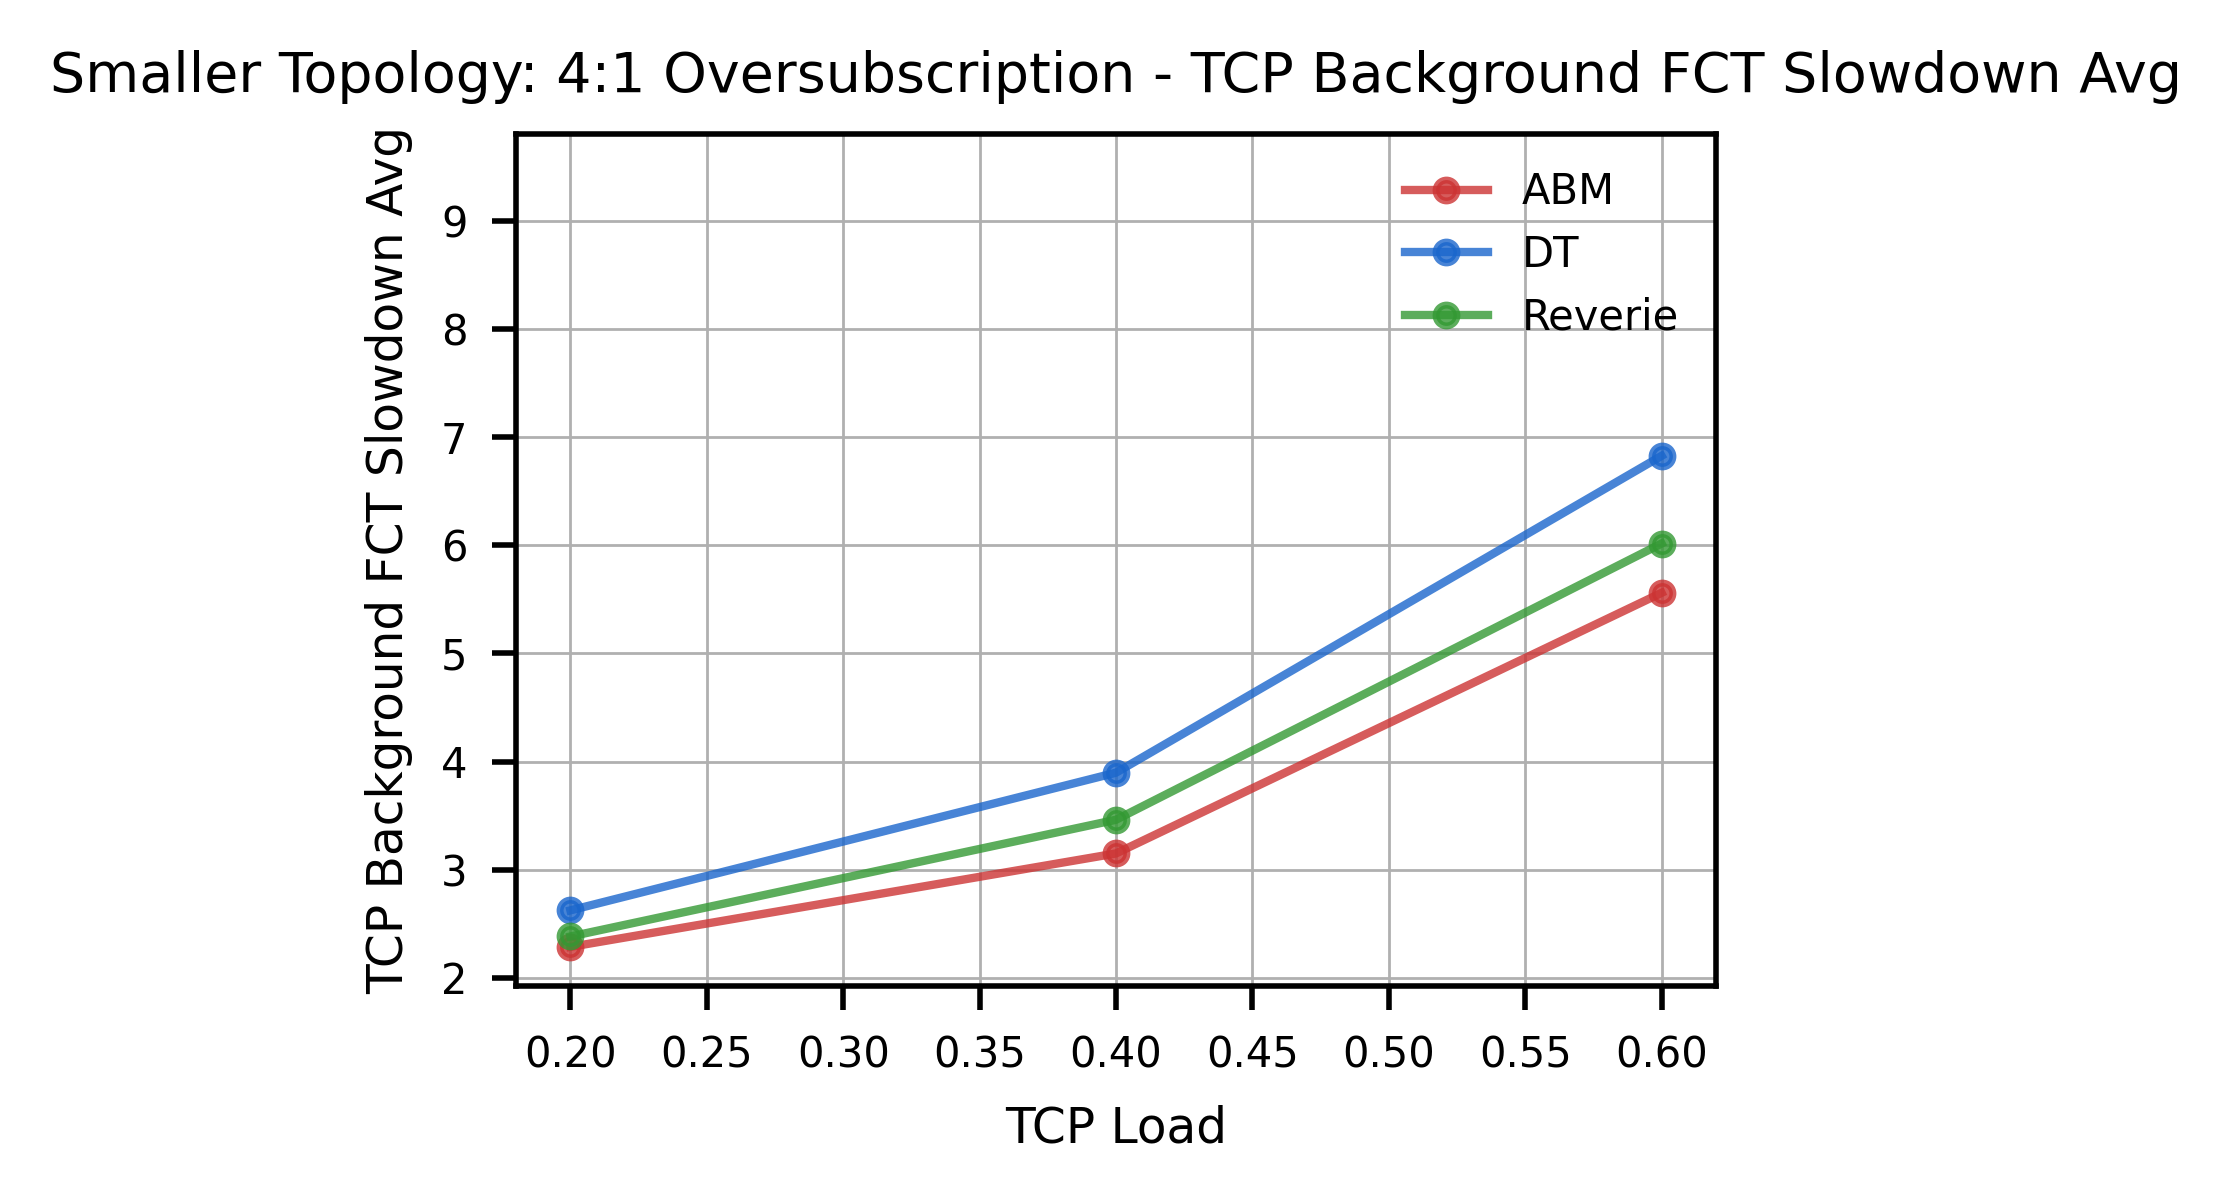 Smaller Topology: 4:1 Oversubscription - TCP Background FCT Slowdown Avg
TCP Background FCT Slowdown Avg
9
8
7
6
5
4
3
2
ABM
DT
Reverie
0.20 0.25 0.30 0.35 0.40 0.45 0.50 0.55 0.60
TCP Load